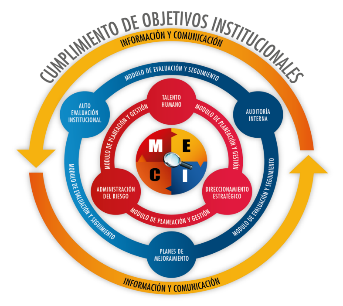 CUMPLIMIENTO DE OBJETIVOS INSTITUCIONALES
INFORMACIÓN Y COMUNICACIÓN
MODULO DE EVALUACIÓN Y SEGUIMIENTO
AUTO
EVALUACIÓN
INSTITUCIONAL
TALENTO
HUMANO
AUDITORÍA
INTERNA
MÓDULO DE PLANEACIÓN Y GESTIÓN
MODULO DE PLANEACIÓN Y GESTIÓN
M E
C I
ADMINISTRACIÓN
DEL RIESGO
DIRECCIONAMIENTO
ESTRATÉGICO
MODULO DE PLANEACIÓN Y GESTIÓN
MODULO DE EVALUACIÓN Y SEGUIMIENTO
MODULO DE EVALUACIÓN Y SEGUIMIENTO
PLANES DE
MEJORAMIENTO
INFORMACIÓN Y COMUNICACIÓN